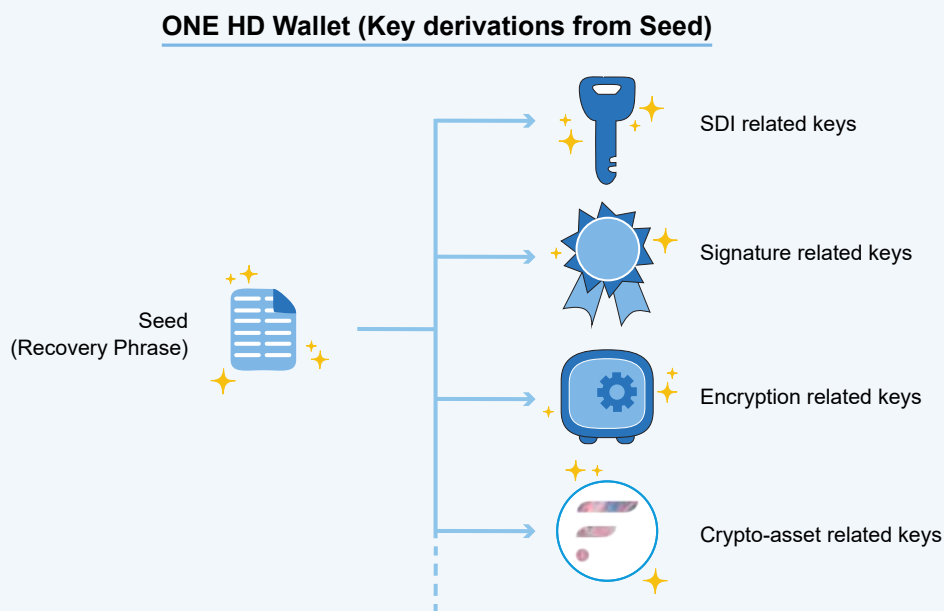 ONE HD Wallet (Key derivations from Seed)
SDI related keys
Signature related keys
Seed
(Recovery Phrase)
Encryption related keys
Crypto-asset related keys